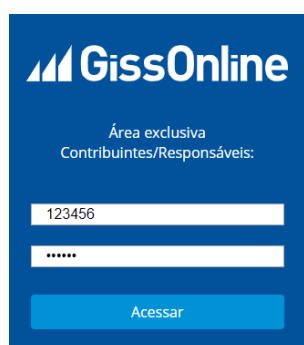 GissOnline
Área exclusiva
Contribuintes/Responsáveis:
123456
••••••
Acessar